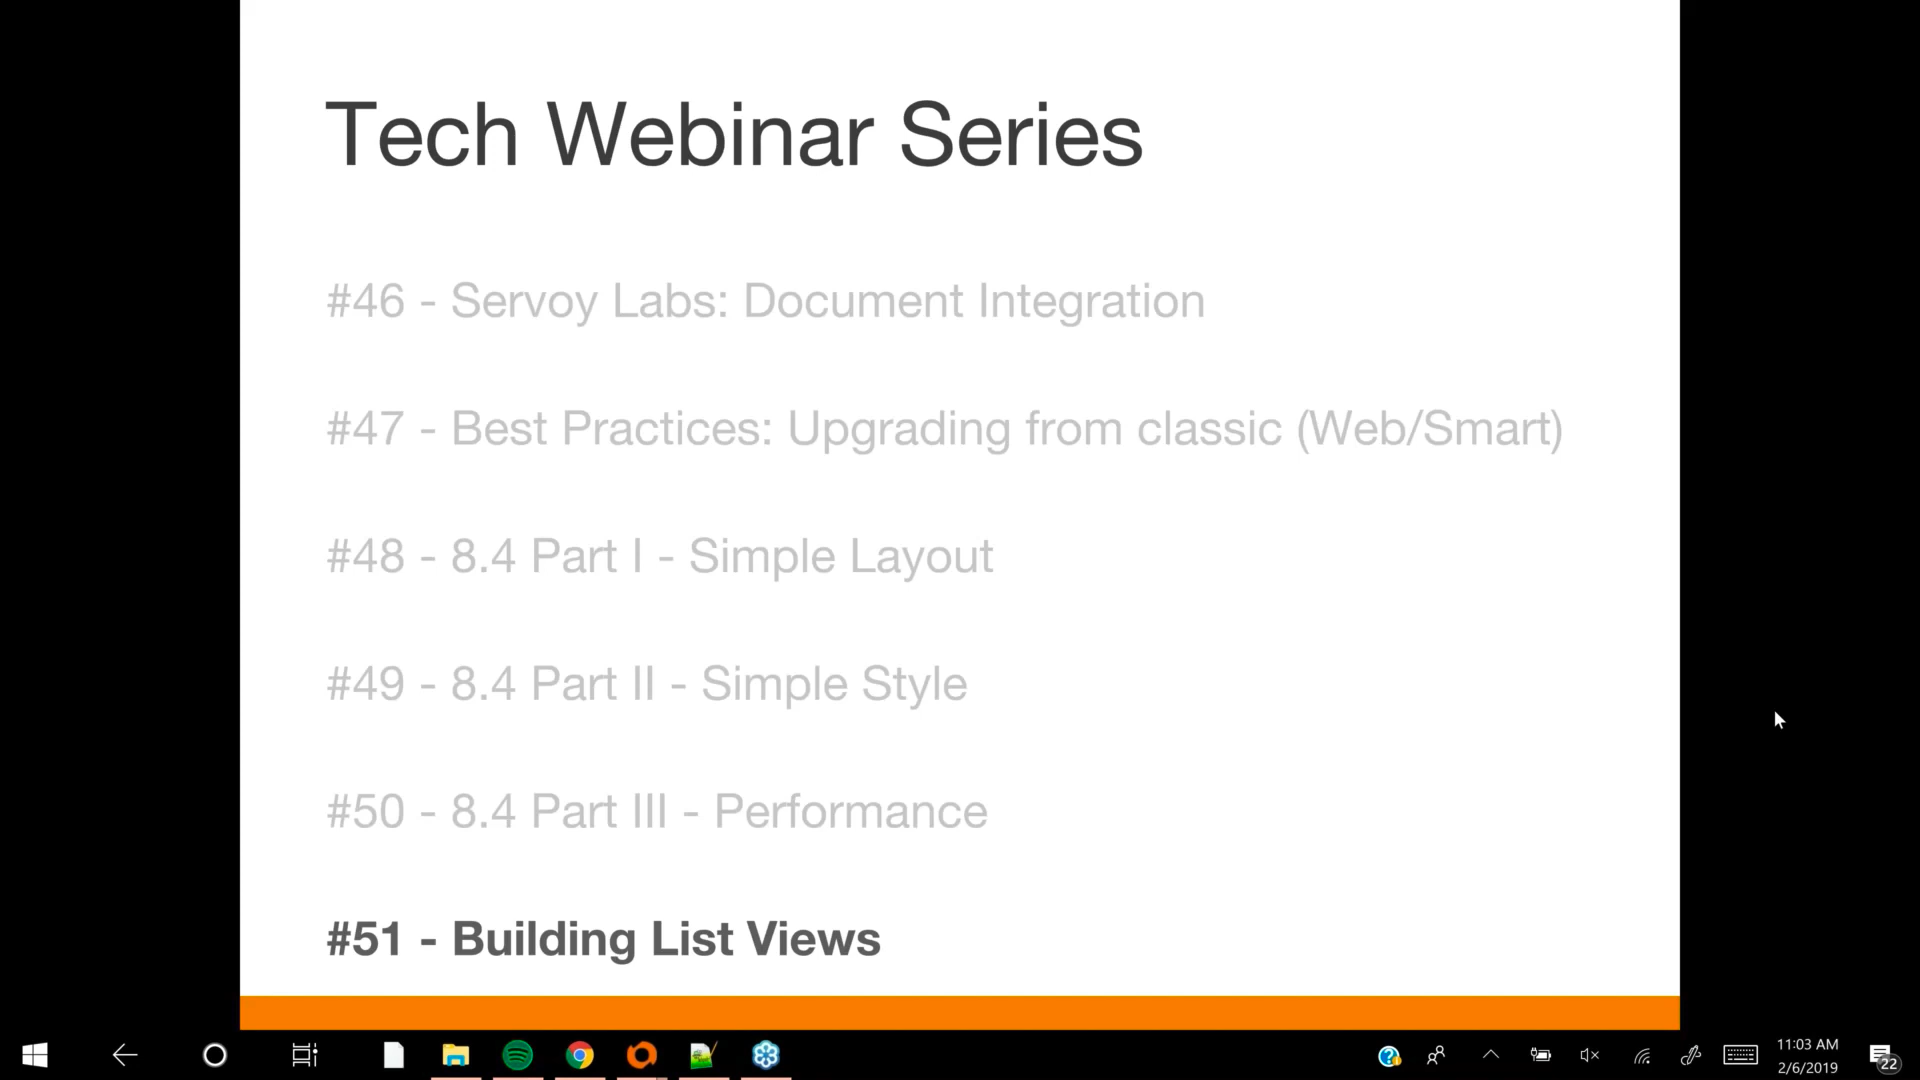 Tech Webinar Series
#46 - Servoy Labs: Document Integration
#47 - Best Practices: Upgrading from classic (Web/Smart)
#48 - 8.4 Part I - Simple Layout
#49 - 8.4 Part II - Simple Style
#50 - 8.4 Part III - Performance
#51 - Building List Views
11:03 AM
2/6/2019
22